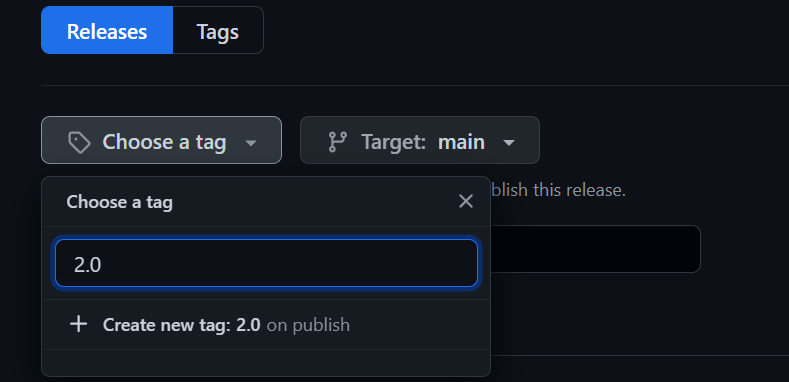 Releases Tags
Choose a tag Target: main
blish this release.
Choose a tag
2.0
Create new tag: 2.0 on publish